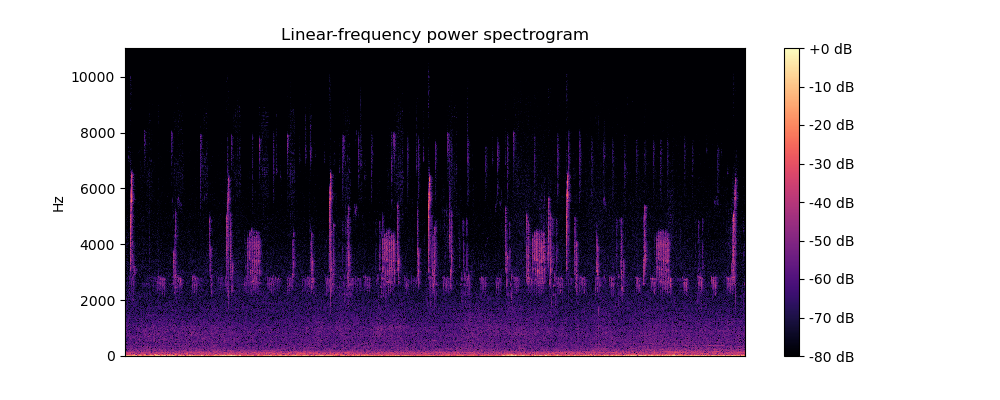 Linear-frequency power spectrogram
Hz
10000
8000
6000
4000
2000
0
+0 dB
-10 dB
-20 dB
-30 dB
-40 dB
-50 dB
-60 dB
-70 dB
-80 dB